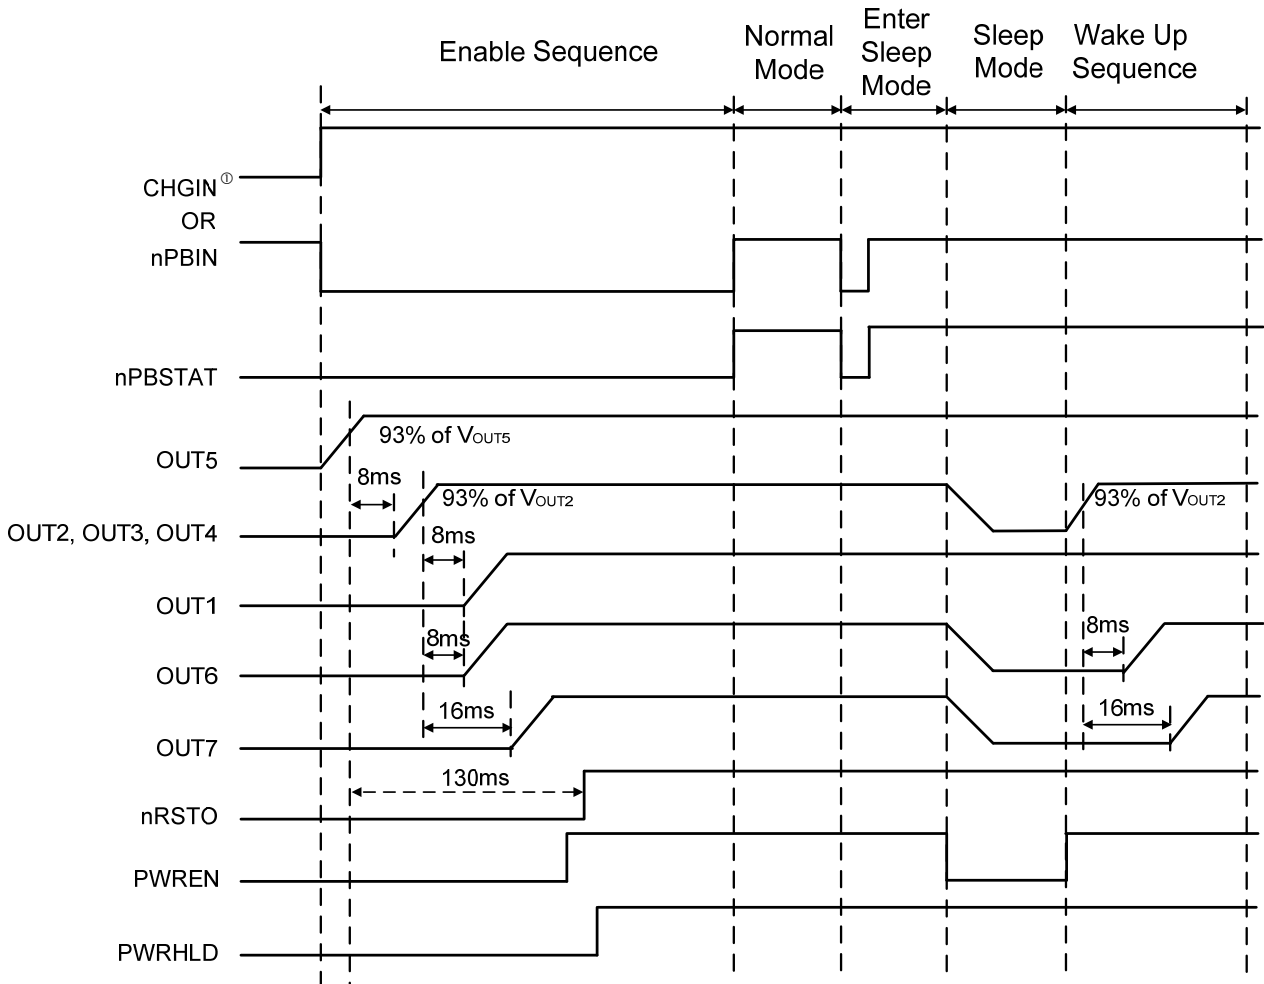 Enable Sequence
Normal
Mode
Enter
Sleep
Mode
Sleep
Mode
Wake Up
Sequence
CHGIN①
OR
nPBIN
nPBSTAT
OUT5
93% of VOUT5
8ms
OUT2, OUT3, OUT4
93% of VOUT2
93% of VOUT2
8ms
OUT1
8ms
8ms
OUT6
16ms
16ms
OUT7
130ms
nRSTO
PWREN
PWRHLD